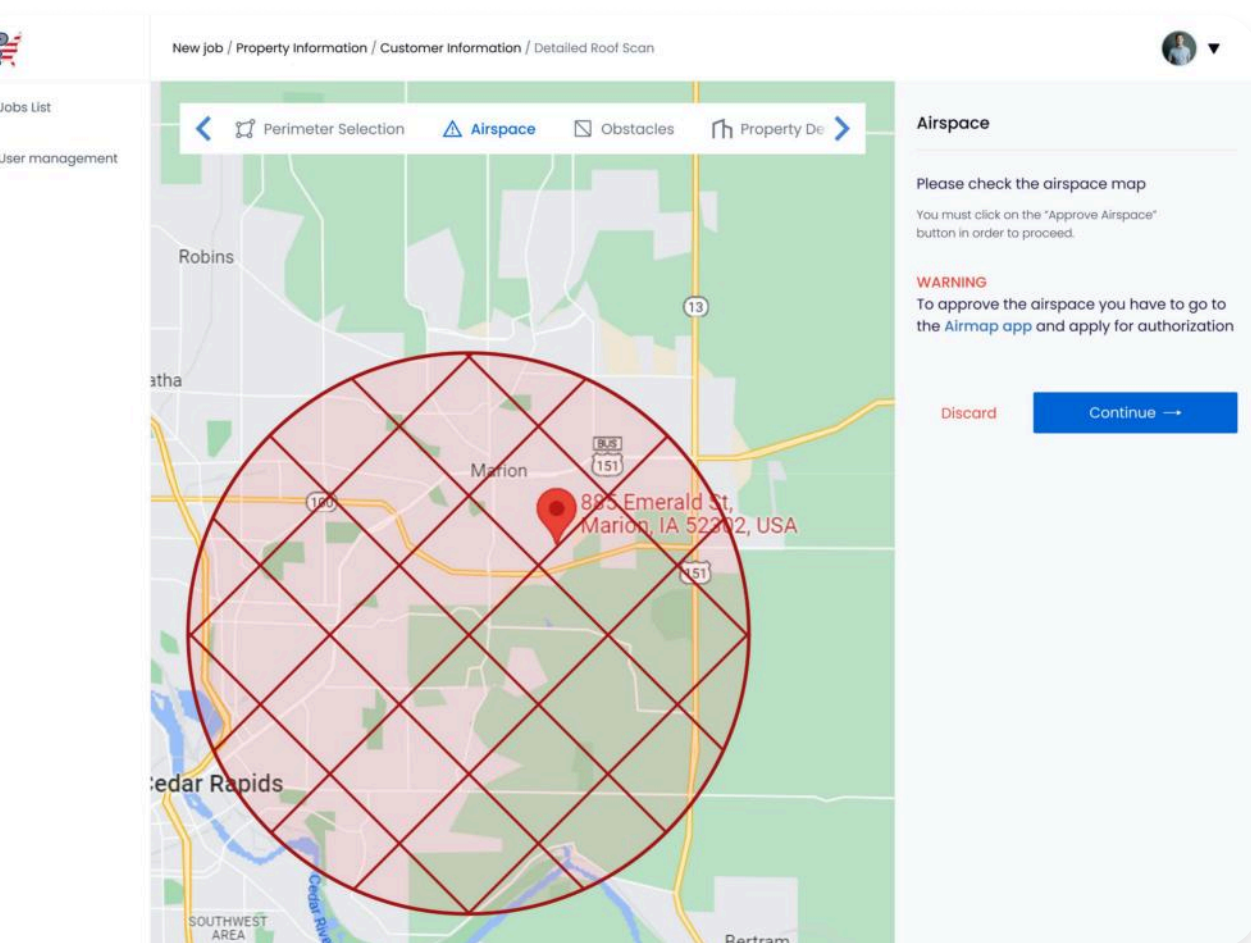 New job / Property Information / Customer Information / Detailed Roof Scan
Jobs List
User management
Perimeter Selection
Airspace
Obstacles
Property De
Airspace
Please check the airspace map
You must click on the "Approve Airspace"
button in order to proceed.
WARNING
To approve the airspace you have to go to
the Airmap app and apply for authorization
Discard
Continue →
Robins
13
atha
BUS
151
Marion
100
885 Emerald St,
Marion, IA 52302, USA
151
edar Rapids
Cedar Rive
SOUTHWEST
AREA
Bertram